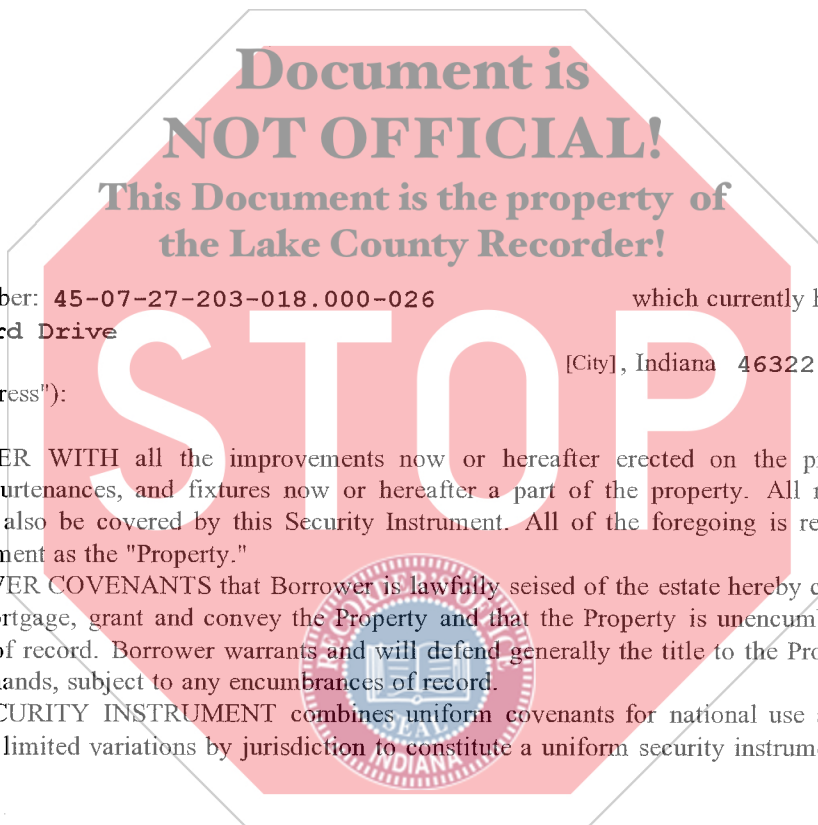 Document is
NOT OFFICIAL!
This Document is the property of
the Lake County Recorder!
ber: 45-07-27-203-018.000-026 which currently h
rd Drive
[City], Indiana 46322
ress"):
STOP
ER WITH all the improvements now or hereafter erected on the p
urtenances, and fixtures now or hereafter a part of the property. All r
also be covered by this Security Instrument. All of the foregoing is re
ment as the "Property."
VER COVENANTS that Borrower is lawfully seised of the estate hereby c
rtgage, grant and convey the Property and that the Property is unencum
of record. Borrower warrants and will defend generally the title to the Pro
ands, subject to any encumbrances of record.
CURITY INSTRUMENT combines uniform covenants for national use
limited variations by jurisdiction to constitute a uniform security instrum
RECORDER'S OFFICE
SEAL
INDIANA